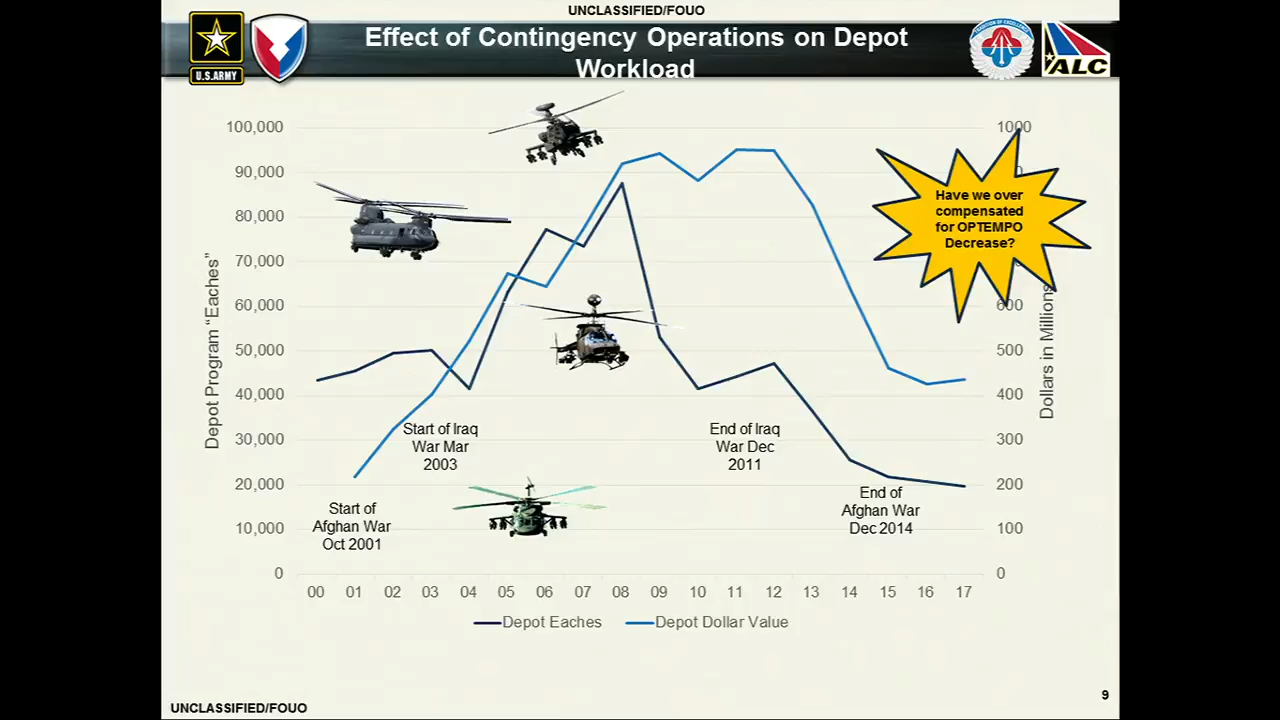 UNCLASSIFIED/FOUO
Effect of Contingency Operations on Depot
Workload
U.S.ARMY
ALC
100,000
90,000
80,000
70,000
60,000
50,000
40,000
30,000
20,000
10,000
0
Depot Program "Eaches"
1000
600
500
400
300
200
100
0
Dollars in Millions
Have we over
compensated
for OPTEMPO
Decrease?
Start of Iraq
War Mar
2003
End of Iraq
War Dec
2011
Start of
Afghan War
Oct 2001
End of
Afghan War
Dec 2014
00 01 02 03 04 05 06 07 08 09 10 11 12 13 14 15 16 17
Depot Eaches Depot Dollar Value
9
UNCLASSIFIED/FOUO